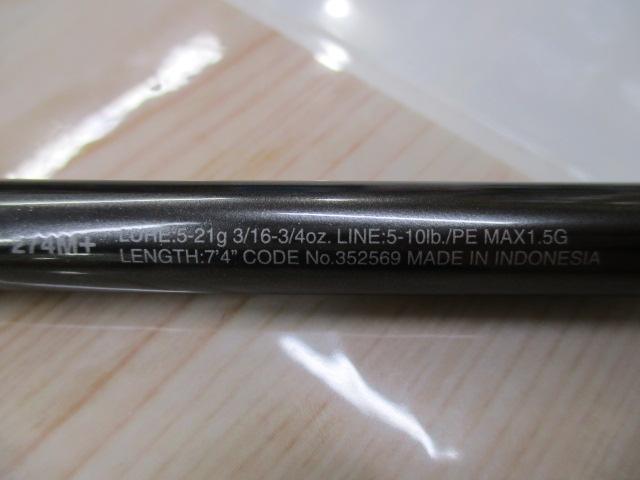 274M+ LURE:5-21g 3/16-3/4oz. LINE:5-10lb./PE MAX1.5G
LENGTH:7'4" CODE No.352569 MADE IN INDONESIA